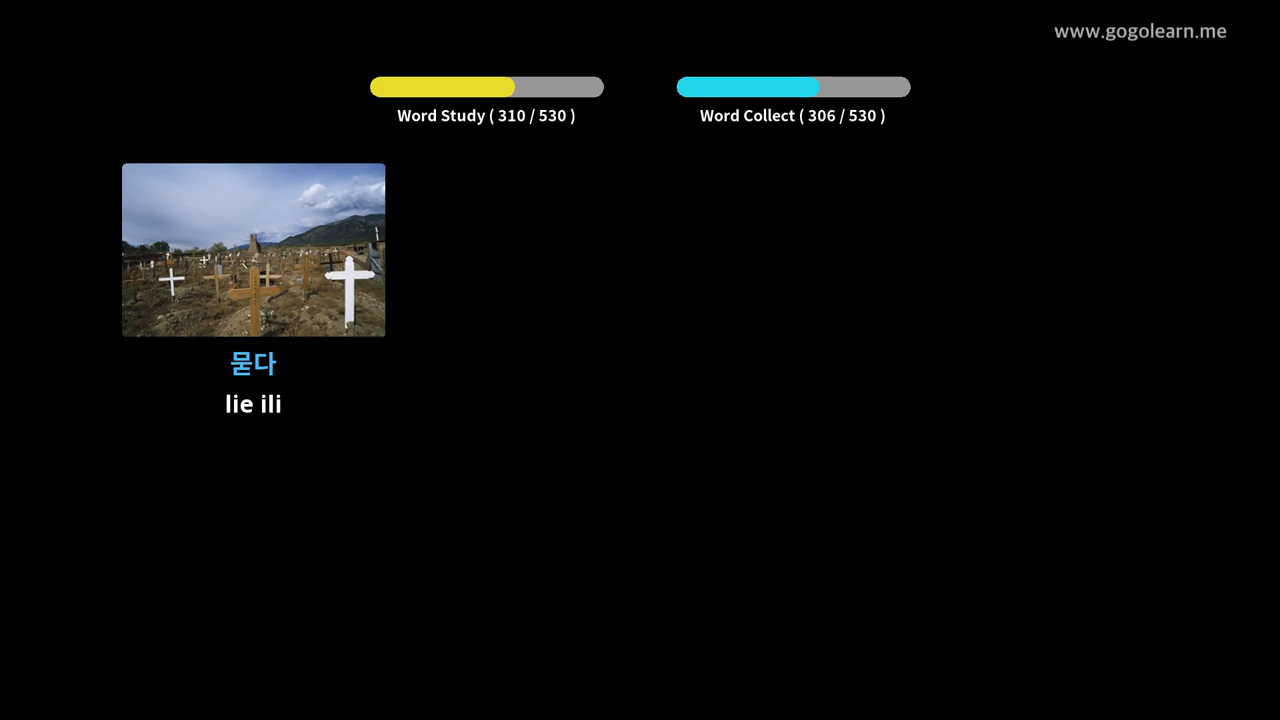 www.gogolearn.me
Word Study ( 310 / 530 )
Word Collect ( 306 / 530 )
묻다
lie ili